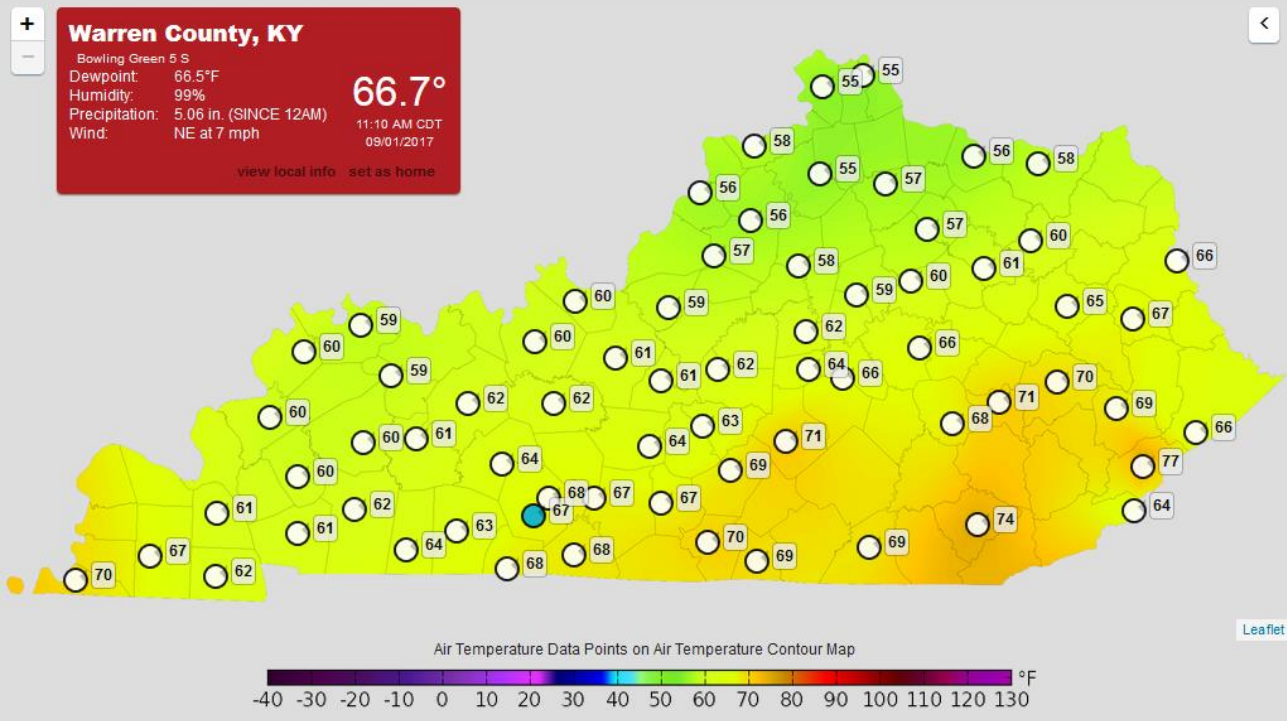 +
−
<
Warren County, KY
Bowling Green 5 S
Dewpoint: 66.5°F
Humidity: 99%
Precipitation: 5.06 in. (SINCE 12AM)
Wind: NE at 7 mph
66.7°
11:10 AM CDT
09/01/2017
view local info set as home
55 55
58
56 58
55 57
56
56 57
60
57 58 61 66
60
59
60 59 65
59 62 67
60 60 66
61
59 61 62 64 66 70
62 62 71 69
60 63 68
60 61 64 71 66
64 69 77
60 68 67 67 64
61 62 67
61 63 74
64 70 69
67 68 69
70 62 68
Leaflet
Air Temperature Data Points on Air Temperature Contour Map
°F
-40 -30 -20 -10 0 10 20 30 40 50 60 70 80 90 100 110 120 130